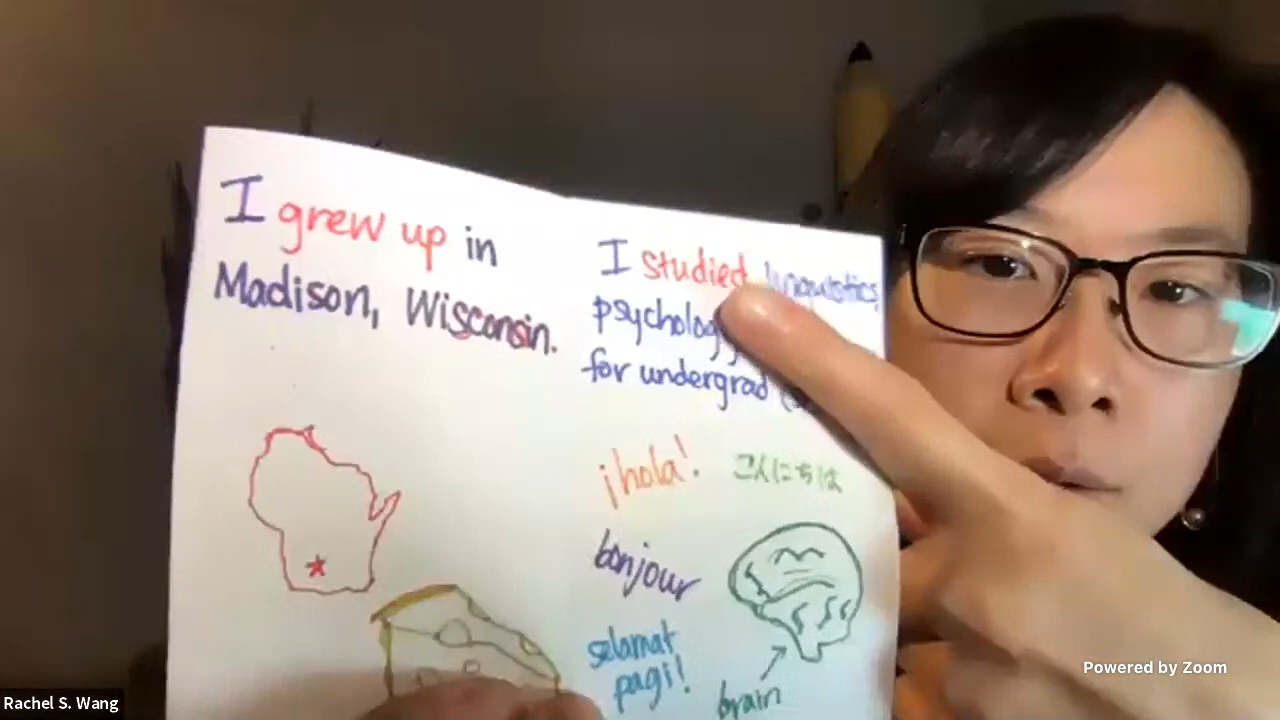 I grew up in
Madison, Wisconsin.
I studied linguistics,
psychology
for undergrad
¡hola!
こんにちは
bonjour
selamat
pagi!
brain
Powered by Zoom
Rachel S. Wang